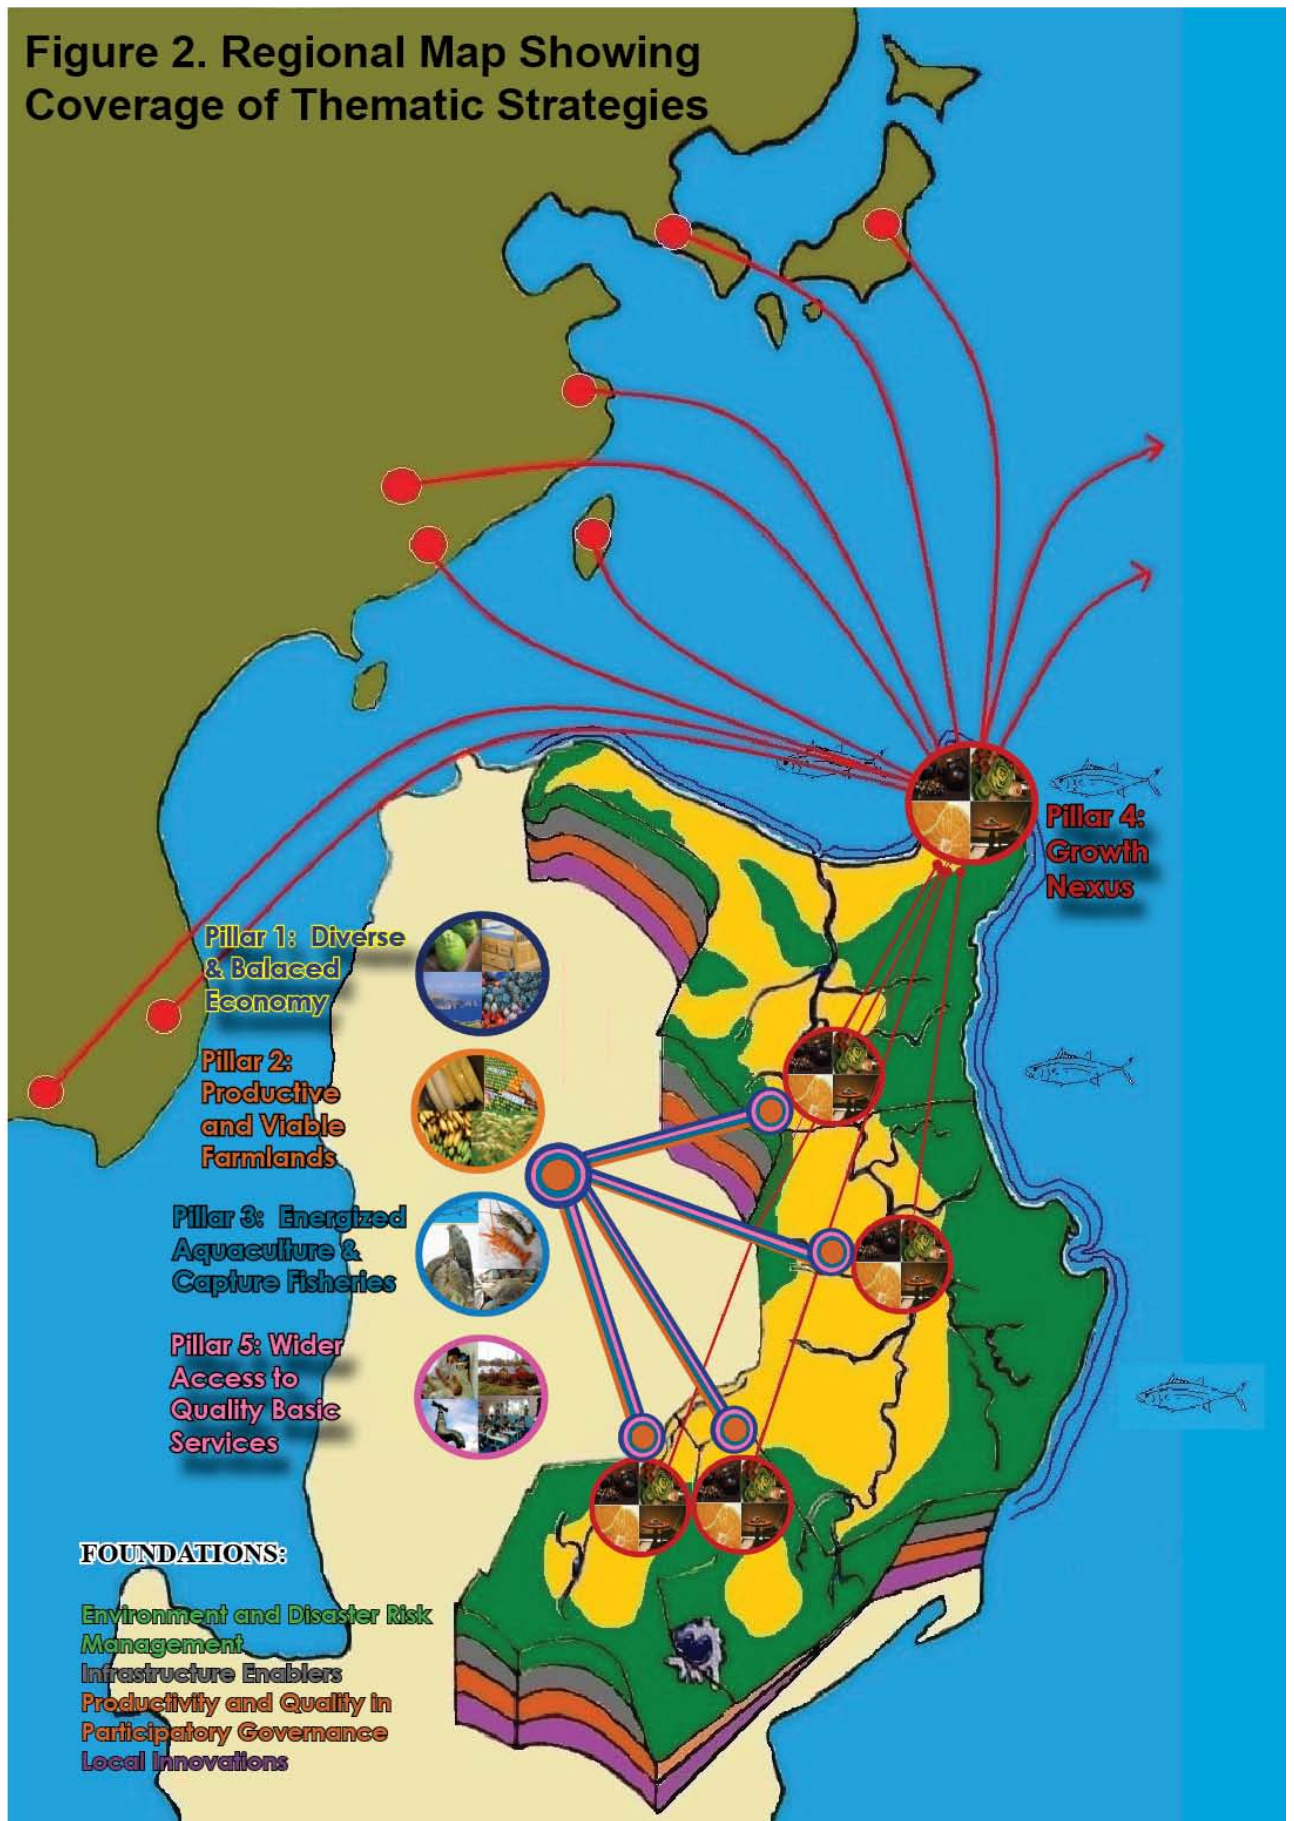 Figure 2. Regional Map Showing
Coverage of Thematic Strategies
Pillar 4:
Growth
Nexus
Pillar 1: Diverse
& Balaced
Economy
Pillar 2:
Productive
and Viable
Farmlands
Pillar 3: Energized
Aquaculture &
Capture Fisheries
Pillar 5: Wider
Access to
Quality Basic
Services
FOUNDATIONS:
Environment and Disaster Risk
Management
Infrastructure Enablers
Productivity and Quality in
Participatory Governance
Local Innovations